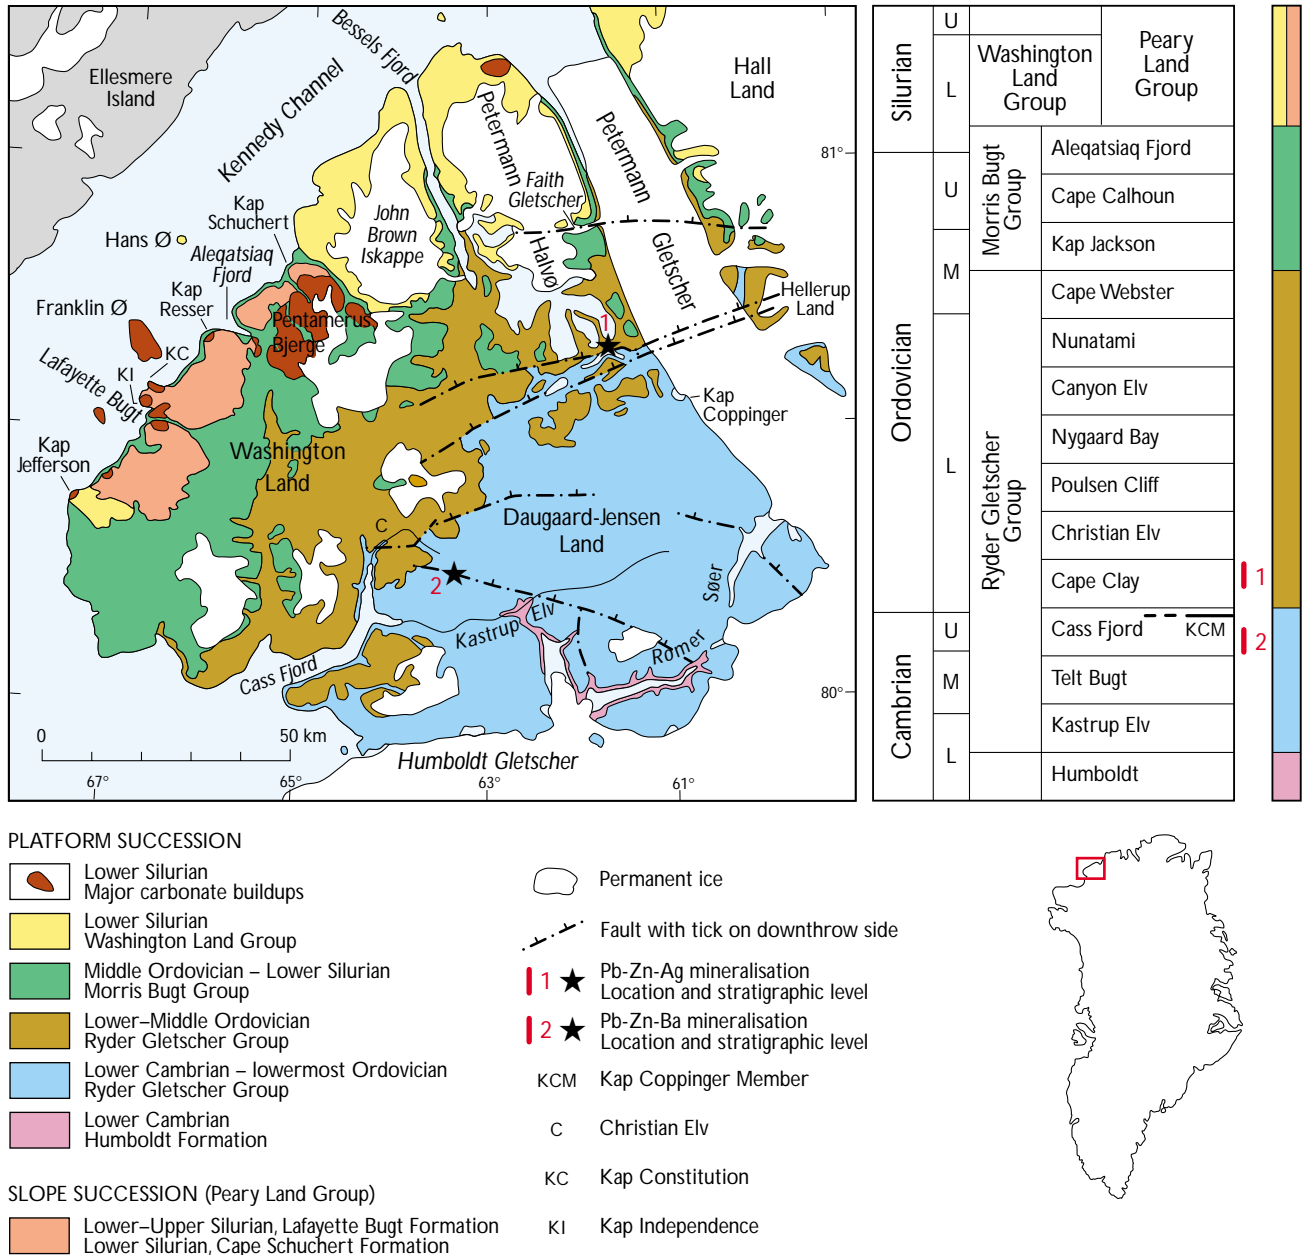 Ellesmere
Island
Bessels Fjord
Kennedy Channel
Hall
Land
Petermann
Halvø
Petermann
Gletscher
Faith
Gletscher
81°
Kap
Schuchert
John
Brown
Iskappe
Hans Ø
Aleqatsiaq
Fjord
Kap
Resser
Franklin Ø
Hellerup
Land
Pentamerus
Bjerge
1
KC
KI
Lafayette Bugt
Kap
Coppinger
Kap
Jefferson
Washington
Land
C
Daugaard-Jensen
Land
2
Søer
Kastrup Elv
Romer
Cass Fjord
80°
0
50 km
Humboldt Gletscher
67°
65°
63°
61°
Silurian
U
L
Washington
Land
Group
Peary
Land
Group
Ordovician
U
M
L
Morris Bugt
Group
Aleqatsiaq Fjord
Cape Calhoun
Kap Jackson
Ryder Gletscher
Group
Cape Webster
Nunatami
Canyon Elv
Nygaard Bay
Poulsen Cliff
Christian Elv
Cape Clay
1
Cambrian
U
M
L
Cass Fjord
KCM
2
Telt Bugt
Kastrup Elv
Humboldt
PLATFORM SUCCESSION
Lower Silurian
Major carbonate buildups
Lower Silurian
Washington Land Group
Middle Ordovician – Lower Silurian
Morris Bugt Group
Lower–Middle Ordovician
Ryder Gletscher Group
Lower Cambrian – lowermost Ordovician
Ryder Gletscher Group
Lower Cambrian
Humboldt Formation
SLOPE SUCCESSION (Peary Land Group)
Lower–Upper Silurian, Lafayette Bugt Formation
Lower Silurian, Cape Schuchert Formation
Permanent ice
Fault with tick on downthrow side
1 Pb-Zn-Ag mineralisation
Location and stratigraphic level
2 Pb-Zn-Ba mineralisation
Location and stratigraphic level
KCM Kap Coppinger Member
C Christian Elv
KC Kap Constitution
KI Kap Independence